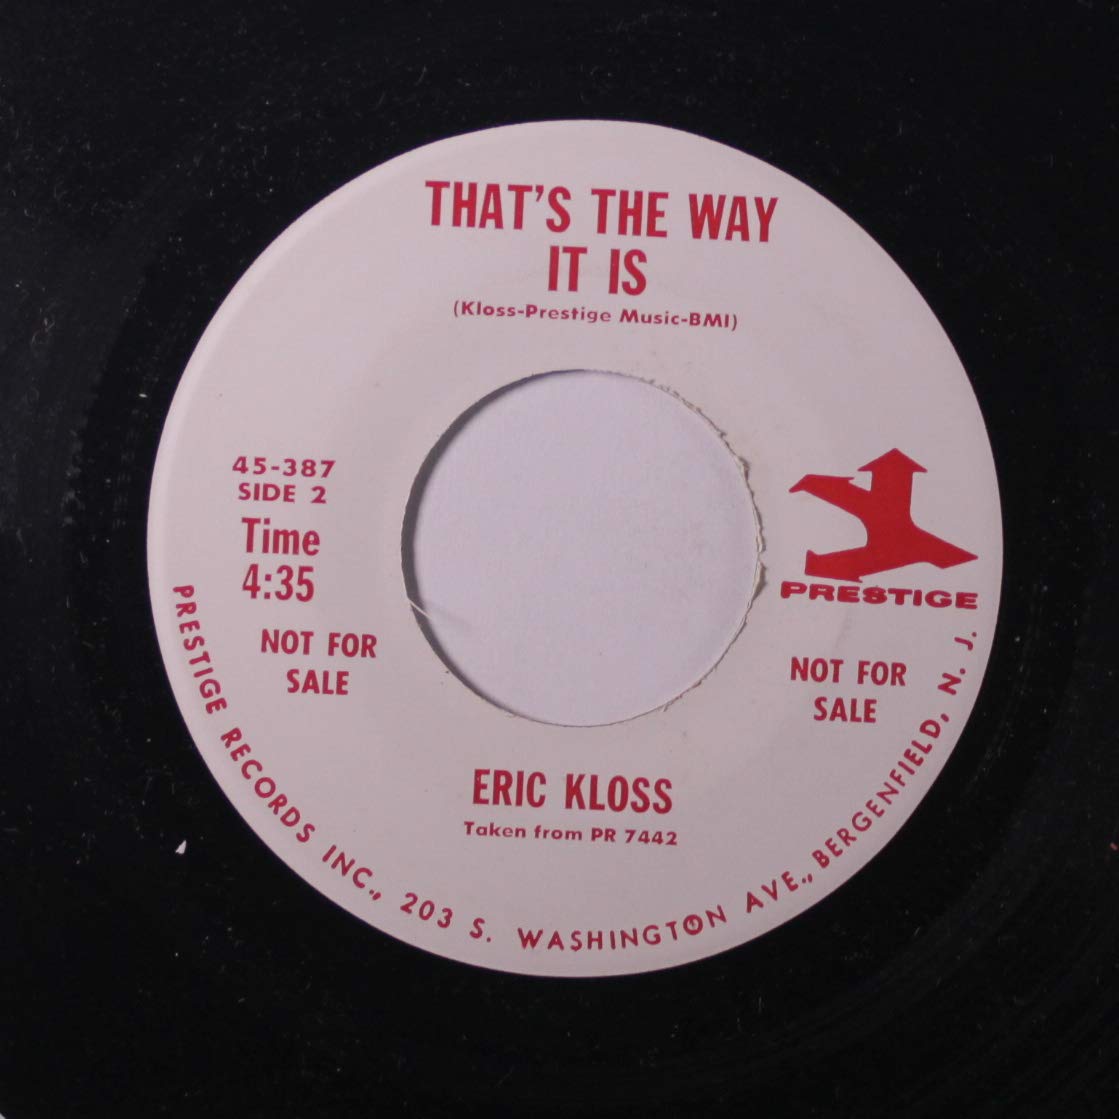 THAT'S THE WAY
IT IS
(Kloss-Prestige Music-BMI)
45-387
SIDE 2
Time
4:35
NOT FOR
SALE
PRESTIGE
NOT FOR
SALE
ERIC KLOSS
Taken from PR 7442
PRESTIGE RECORDS INC., 203 S. WASHINGTON AVE., BERGENFIELD, N. J.